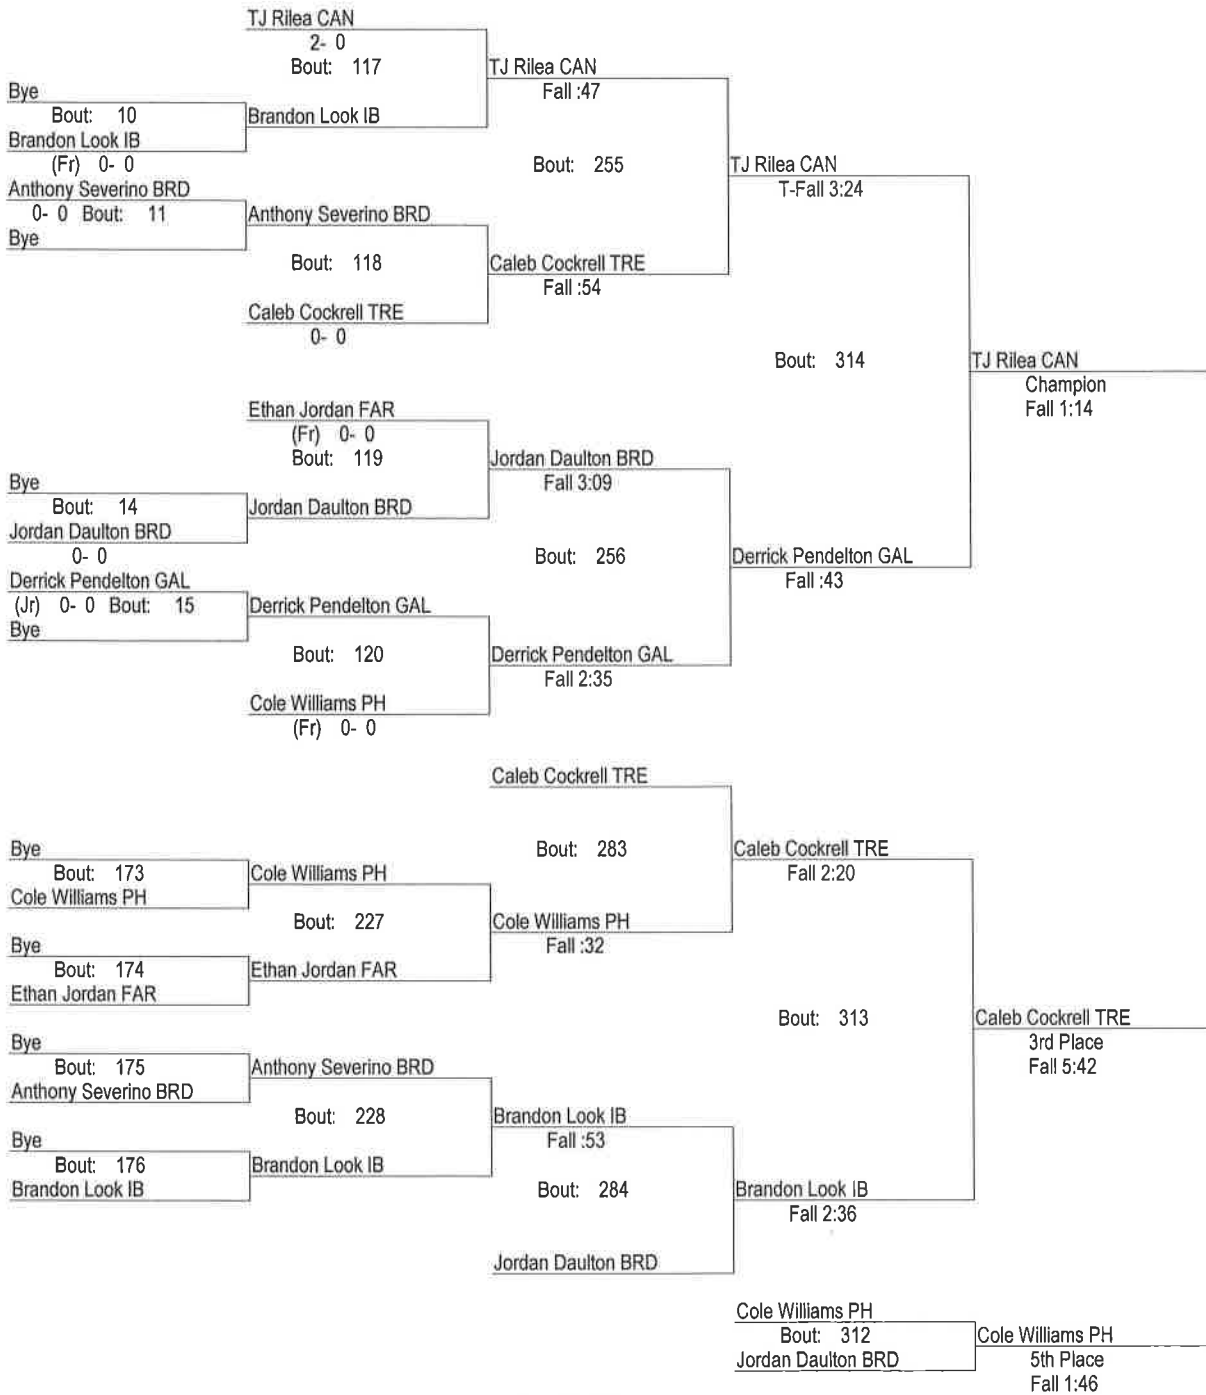 TJ Rilea CAN
2- 0
Bout: 117
TJ Rilea CAN
Fall :47
Bye
Bout: 10
Brandon Look IB
Brandon Look IB
(Fr) 0- 0
Bout: 255
TJ Rilea CAN
T-Fall 3:24
Anthony Severino BRD
0- 0 Bout: 11
Anthony Severino BRD
Bye
Bout: 118
Caleb Cockrell TRE
Fall :54
Caleb Cockrell TRE
0- 0
Bout: 314
TJ Rilea CAN
Champion
Fall 1:14
Ethan Jordan FAR
(Fr) 0- 0
Bout: 119
Jordan Daulton BRD
Fall 3:09
Bye
Bout: 14
Jordan Daulton BRD
Jordan Daulton BRD
0- 0
Bout: 256
Derrick Pendelton GAL
Fall :43
Derrick Pendelton GAL
(Jr) 0- 0 Bout: 15
Derrick Pendelton GAL
Bye
Bout: 120
Derrick Pendelton GAL
Fall 2:35
Cole Williams PH
(Fr) 0- 0
Caleb Cockrell TRE
Bout: 283
Caleb Cockrell TRE
Fall 2:20
Bye
Bout: 173
Cole Williams PH
Cole Williams PH
Bout: 227
Cole Williams PH
Fall :32
Bye
Bout: 174
Ethan Jordan FAR
Ethan Jordan FAR
Bout: 313
Caleb Cockrell TRE
3rd Place
Fall 5:42
Bye
Bout: 175
Anthony Severino BRD
Anthony Severino BRD
Bout: 228
Brandon Look IB
Fall :53
Bye
Bout: 176
Brandon Look IB
Brandon Look IB
Bout: 284
Brandon Look IB
Fall 2:36
Jordan Daulton BRD
Cole Williams PH
Bout: 312
Cole Williams PH
Jordan Daulton BRD
5th Place
Fall 1:46